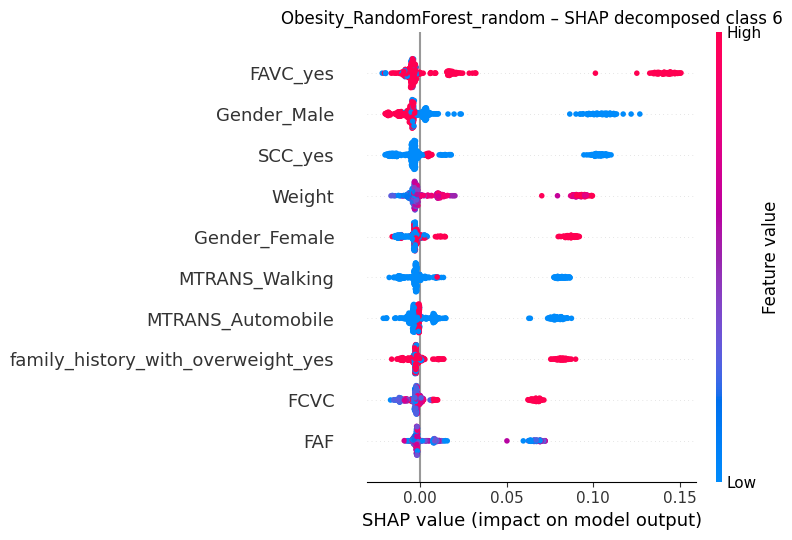 Obesity_RandomForest_random – SHAP decomposed class 6
High
FAVC_yes
Gender_Male
SCC_yes
Weight
Gender_Female
MTRANS_Walking
MTRANS_Automobile
family_history_with_overweight_yes
FCVC
FAF
Feature value
Low
0.00 0.05 0.10 0.15
SHAP value (impact on model output)